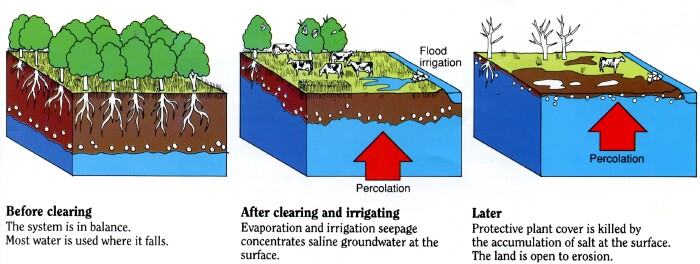 Flood
irrigation
Percolation
Percolation
Before clearing
The system is in balance.
Most water is used where it falls.
After clearing and irrigating
Evaporation and irrigation seepage
concentrates saline groundwater at the
surface.
Later
Protective plant cover is killed by
the accumulation of salt at the surface.
The land is open to erosion.